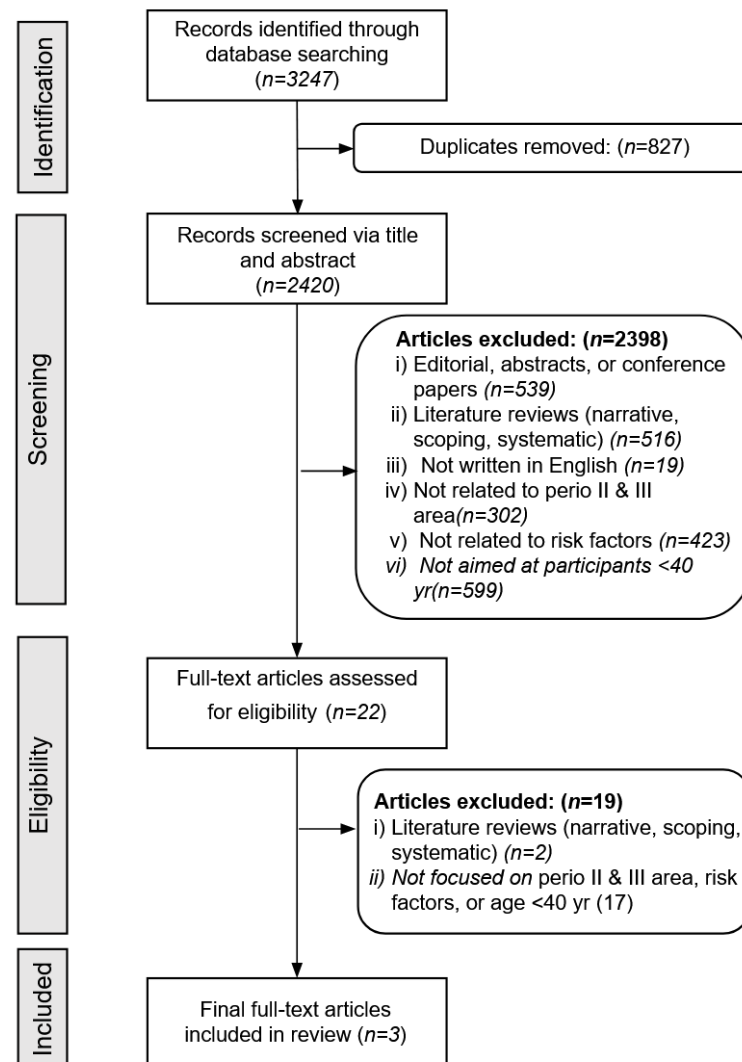 Identification
Records identified through
database searching
(n=3247)
Duplicates removed: (n=827)
Screening
Records screened via title
and abstract
(n=2420)
Articles excluded: (n=2398)
i) Editorial, abstracts, or conference
papers (n=539)
ii) Literature reviews (narrative,
scoping, systematic) (n=516)
iii) Not written in English (n=19)
iv) Not related to perio II & III
area(n=302)
v) Not related to risk factors (n=423)
vi) Not aimed at participants <40
yr(n=599)
Eligibility
Full-text articles assessed
for eligibility (n=22)
Articles excluded: (n=19)
i) Literature reviews (narrative, scoping,
systematic) (n=2)
ii) Not focused on perio II & III area, risk
factors, or age <40 yr (17)
Included
Final full-text articles
included in review (n=3)